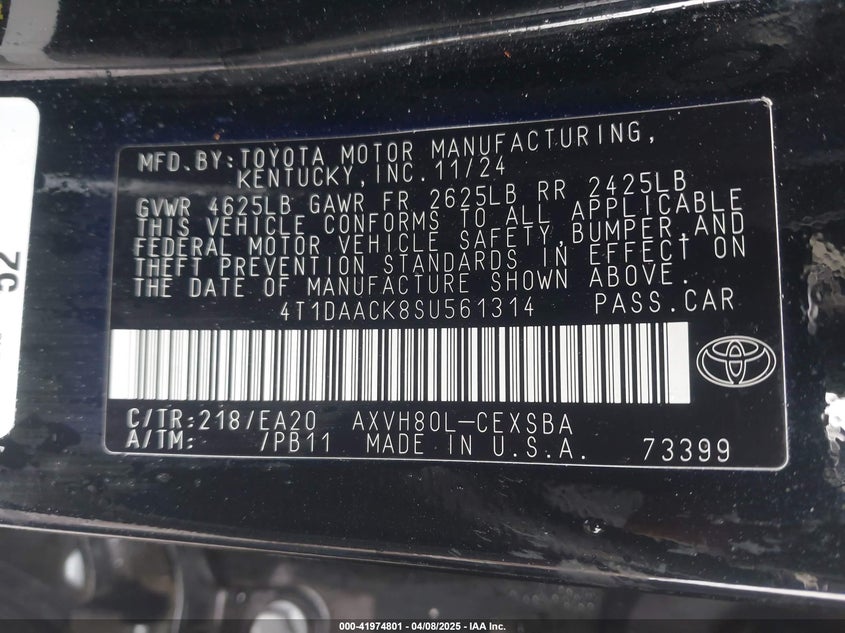 MFD. BY: TOYOTA MOTOR MANUFACTURING,
KENTUCKY, INC. 11/24
GVWR 4625LB GAWR FR 2625LB RR 2425LB
THIS VEHICLE CONFORMS TO ALL APPLICABLE
FEDERAL MOTOR VEHICLE SAFETY, BUMPER, AND
THEFT PREVENTION STANDARDS IN EFFECT ON
THE DATE OF MANUFACTURE SHOWN ABOVE.
4T1DAACK8SU561314 PASS. CAR
C/TR: 218/EA20 AXVH80L-CEXSBA
A/TM: /PB11 MADE IN U.S.A. 73399
52
000-41974801 / 04/08/2025 - IAA Inc.